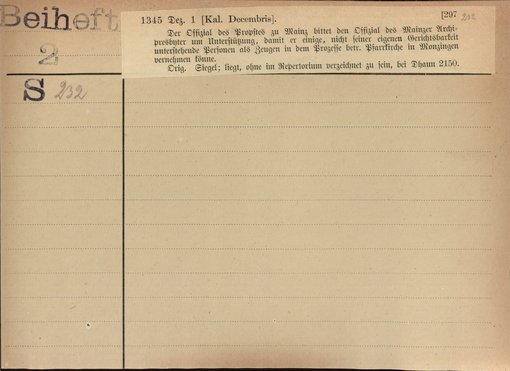 Beiheft
2
S 232
1345 Dez. 1 [Kal. Decembris]. [297 232
Der Offizial des Propstes zu Mainz bittet den Offizial des Mainzer Archi-
presbyter um Unterstützung, damit er einige, nicht seiner eigenen Gerichtsbarkeit
unterstehende Personen als Zeugen in dem Prozesse betr. Pfarrkirche in Monzingen
vernehmen könne.
Orig. Siegel; liegt, ohne im Repertorium verzeichnet zu sein, bei Dhaun 2150.